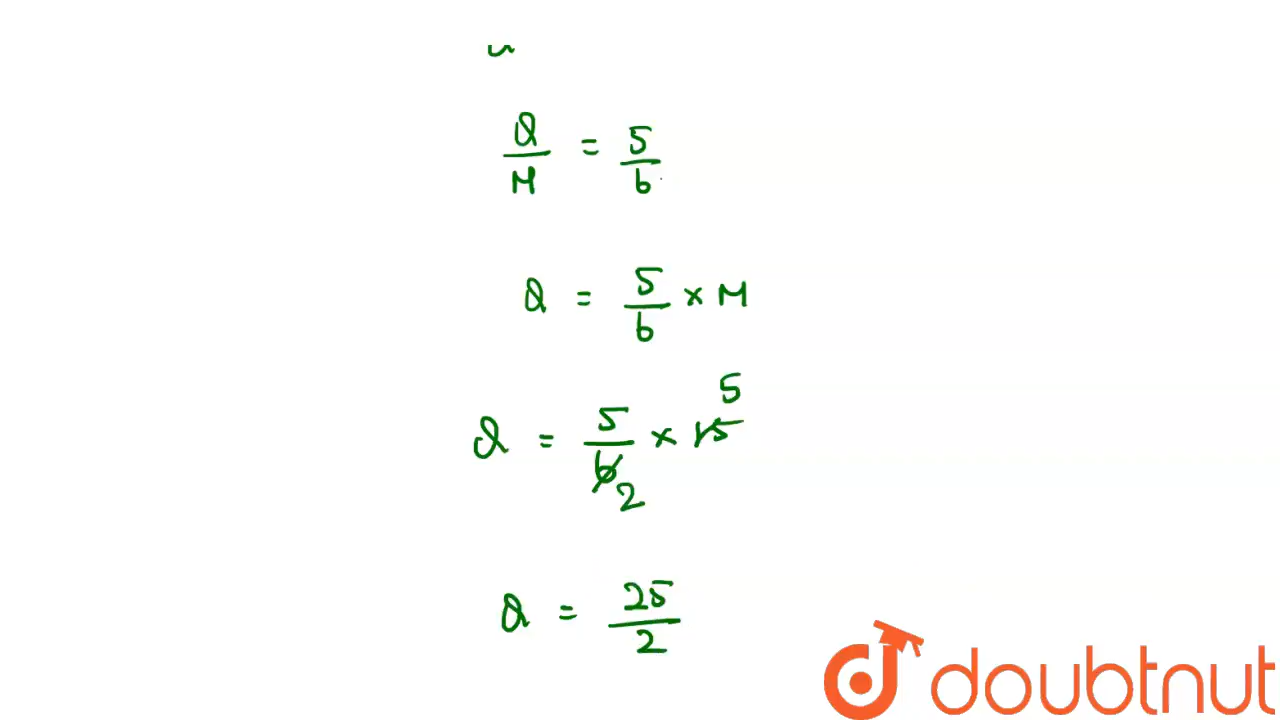 Q/M = 5/6
Q = 5/6 × M
Q = 5/6 × 15 5
2
Q = 25/2
doubtnut